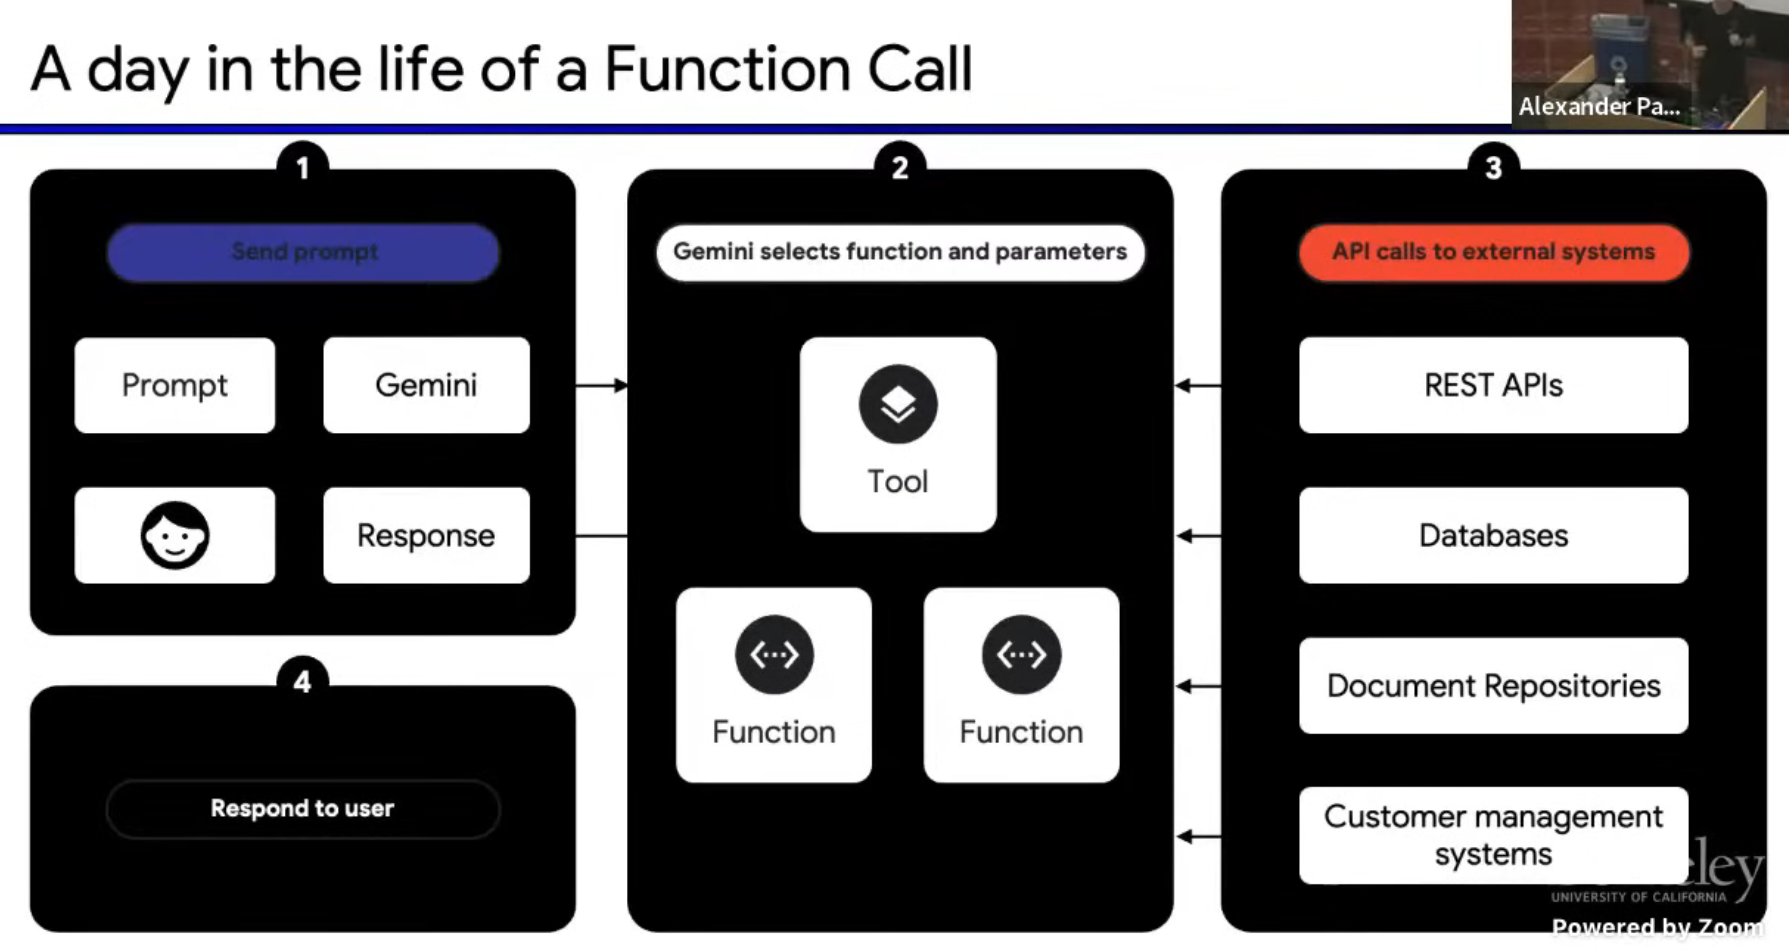 A day in the life of a Function Call
Alexander Pa...
1
Send prompt
Prompt
Gemini
Response
2
Gemini selects function and parameters
Tool
Function
Function
3
API calls to external systems
REST APIs
Databases
Document Repositories
Customer management
systems
4
Respond to user
UNIVERSITY OF CALIFORNIA
Powered by Zoom